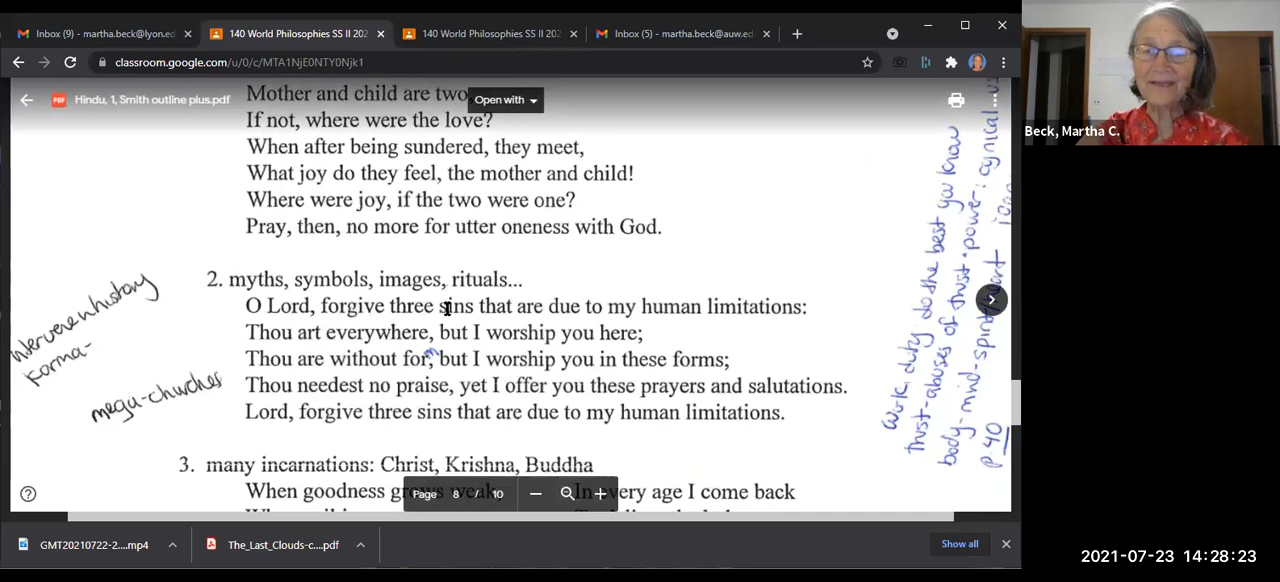 Inbox (9) - martha.beck@lyon.ed
140 World Philosophies SS II 202
140 World Philosophies SS II 202
Inbox (5) - martha.beck@auw.ed
classroom.google.com/u/0/c/MTA1NjE0NTY0Njk1
Hindu, 1, Smith outline plus.pdf
Open with
Mother and child are two
If not, where were the love?
When after being sundered, they meet,
What joy do they feel, the mother and child!
Where were joy, if the two were one?
Pray, then, no more for utter oneness with God.
2. myths, symbols, images, rituals...
O Lord, forgive three sins that are due to my human limitations:
Thou art everywhere, but I worship you here;
Thou are without form, but I worship you in these forms;
Thou needest no praise, yet I offer you these prayers and salutations.
Lord, forgive three sins that are due to my human limitations.
3. many incarnations: Christ, Krishna, Buddha
When goodness grows weak,
In every age I come back
intervene history
Karma-
mega-churches
work, duty do the best you know
trust-abuses of trust.power: cynical
body-mind-spirit/heart
p.40
Page 8 / 10
GMT20210722-2....mp4
The_Last_Clouds-c....pdf
Show all
Beck, Martha C.
2021-07-23 14:28:23